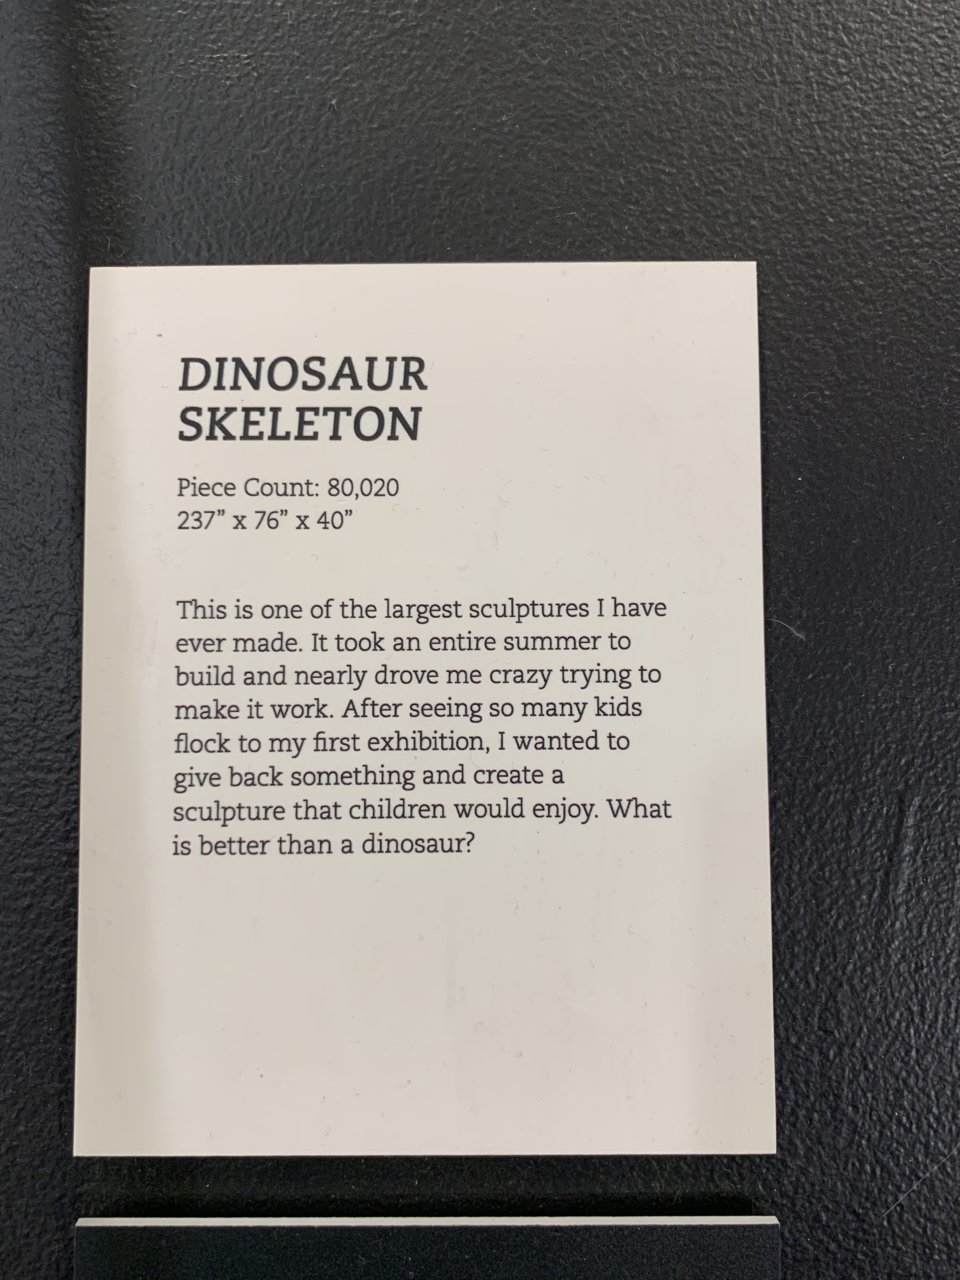 DINOSAUR
SKELETON
Piece Count: 80,020
237” x 76” x 40”
This is one of the largest sculptures I have
ever made. It took an entire summer to
build and nearly drove me crazy trying to
make it work. After seeing so many kids
flock to my first exhibition, I wanted to
give back something and create a
sculpture that children would enjoy. What
is better than a dinosaur?